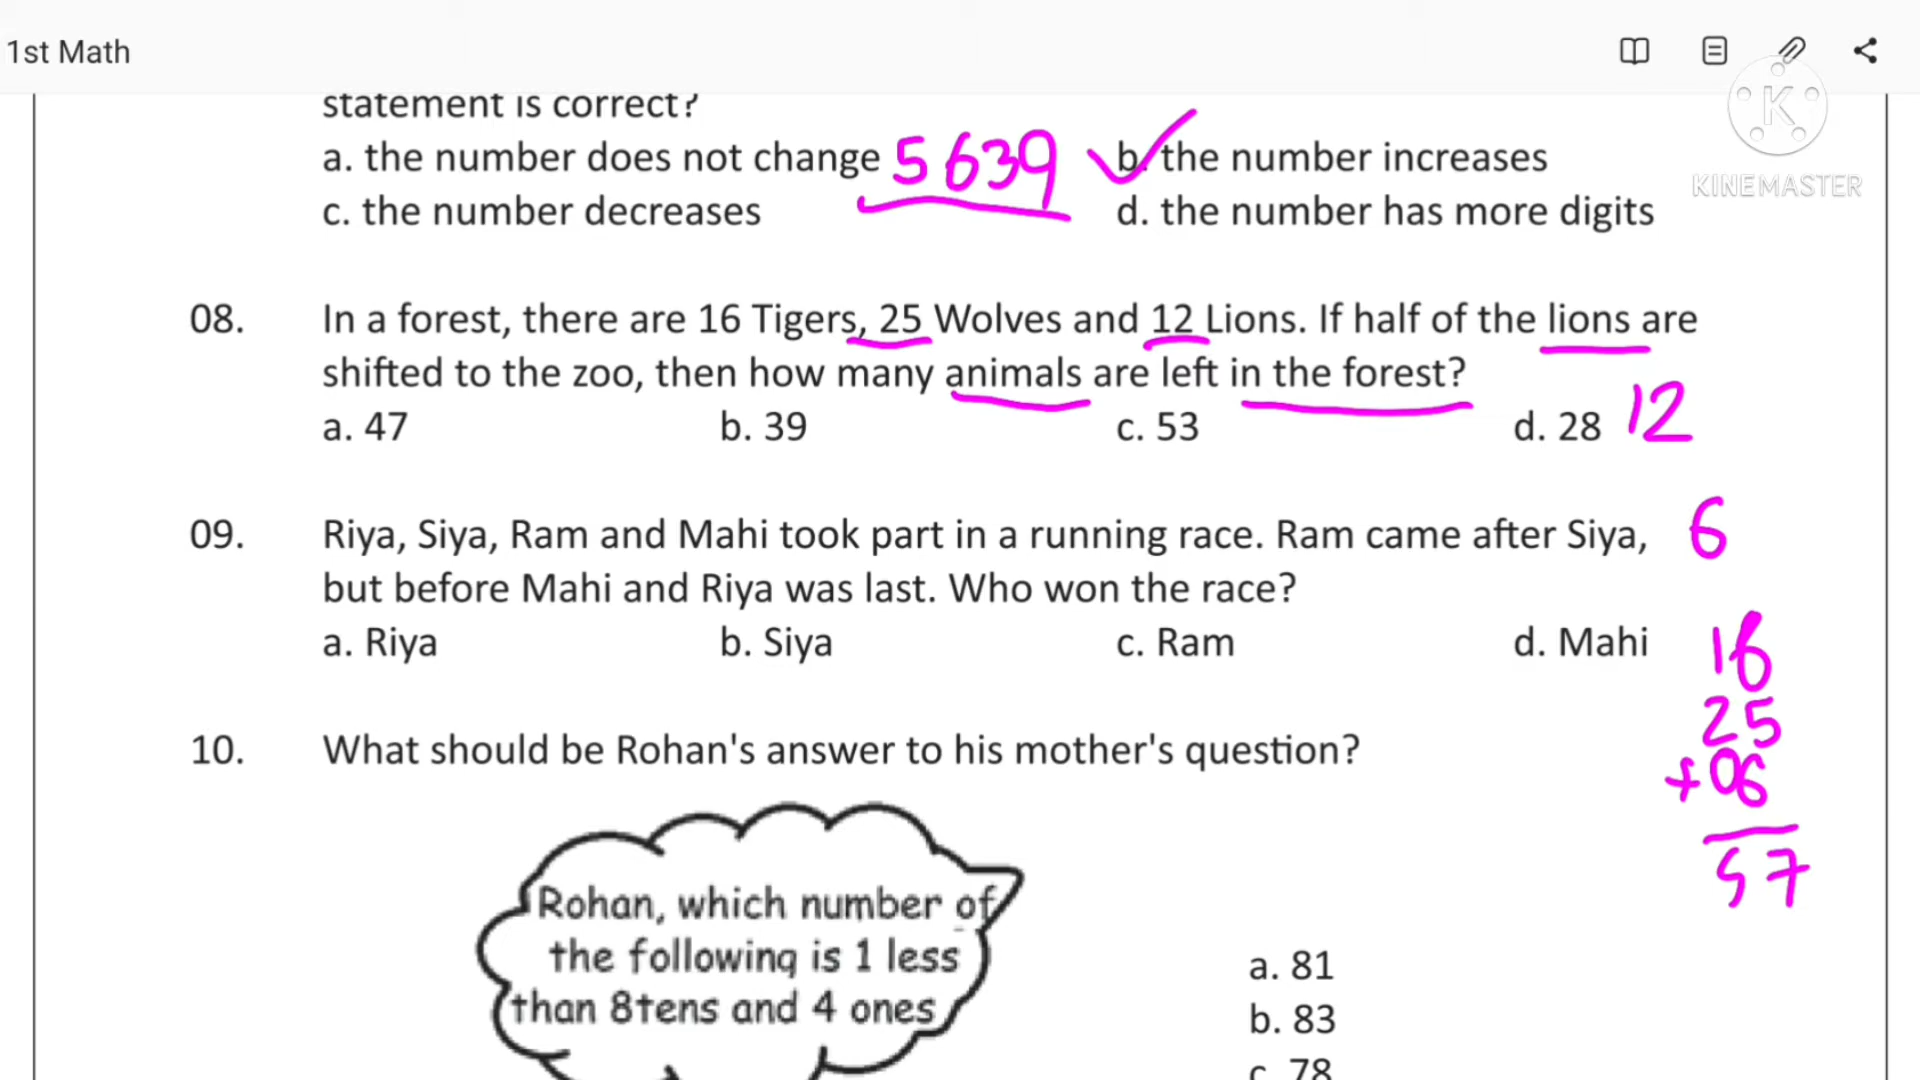 1st Math
statement is correct?
a. the number does not change 5639 b. the number increases
c. the number decreases d. the number has more digits
KINEMASTER
08. In a forest, there are 16 Tigers, 25 Wolves and 12 Lions. If half of the lions are
shifted to the zoo, then how many animals are left in the forest?
a. 47 b. 39 c. 53 d. 28 12
09. Riya, Siya, Ram and Mahi took part in a running race. Ram came after Siya, 6
but before Mahi and Riya was last. Who won the race?
a. Riya b. Siya c. Ram d. Mahi 16
25
10. What should be Rohan's answer to his mother's question?
+06
57
Rohan, which number of
the following is 1 less
than 8tens and 4 ones
a. 81
b. 83
c. 78